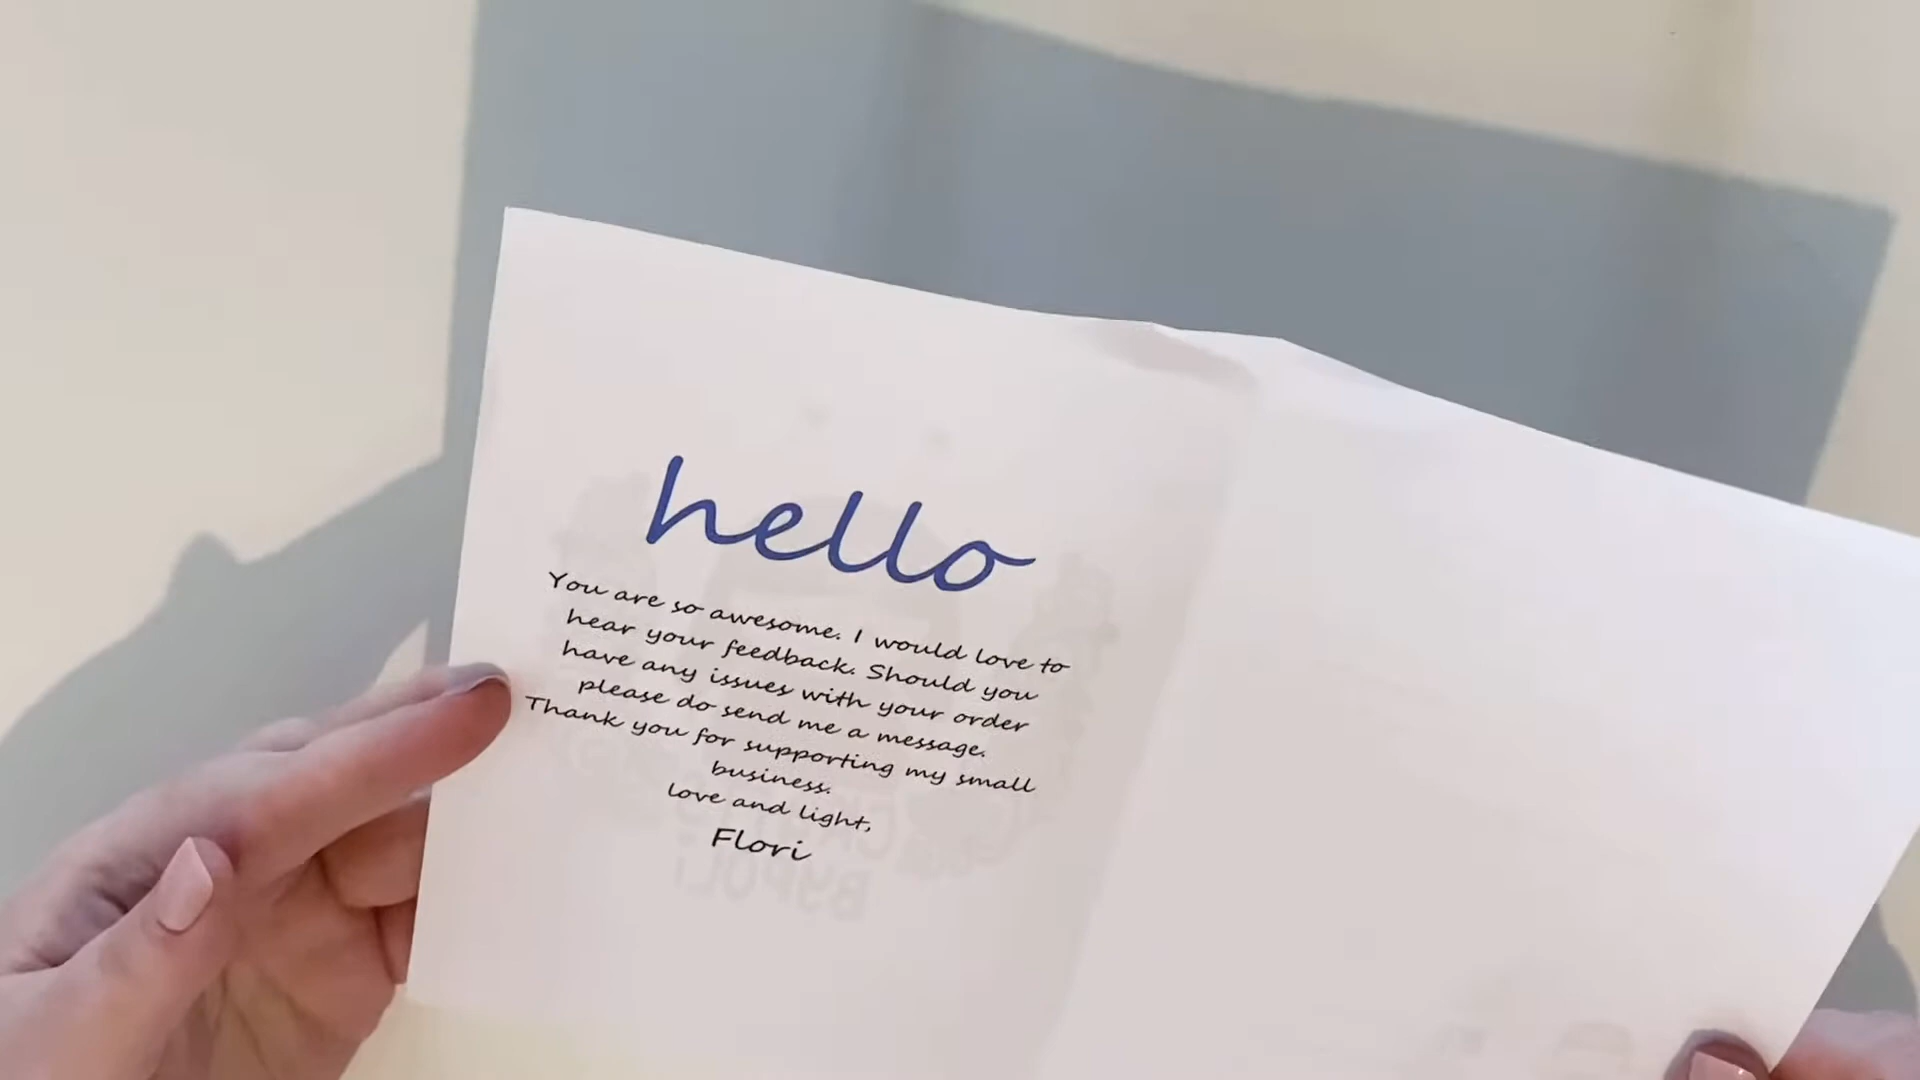 hello
You are so awesome. I would love to
hear your feedback. Should you
have any issues with your order
please do send me a message.
Thank you for supporting my small
business.
love and light,
Flori